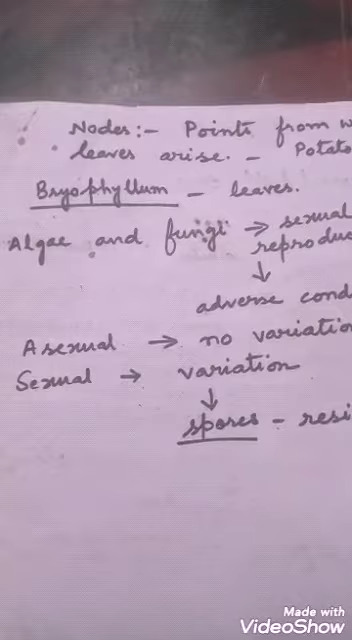 Nodes:- Points from w
leaves arise. - Potato
Bryophyllum - leaves.
Algae and fungi → sexual
reproduc
↓
adverse cond
Asexual → no variation
Sexual → variation
↓
spores - resi
Made with
VideoShow